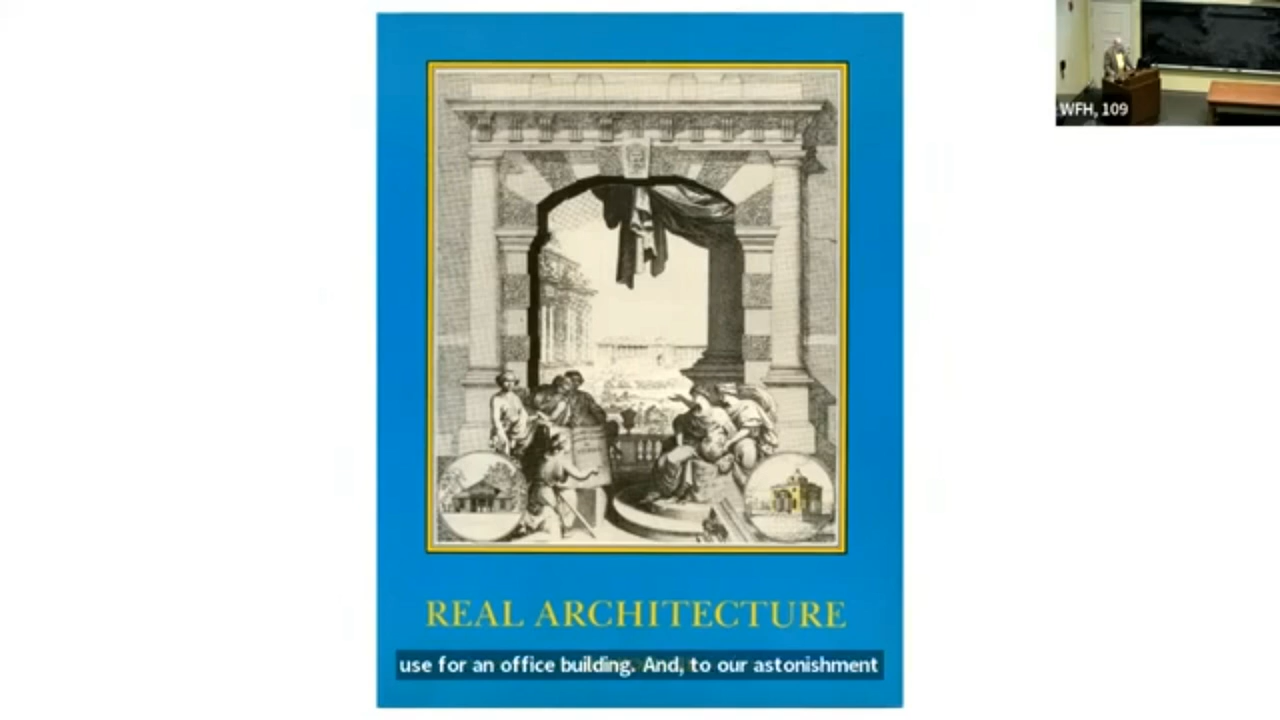 WFH, 109
REAL ARCHITECTURE
use for an office building. And, to our astonishment